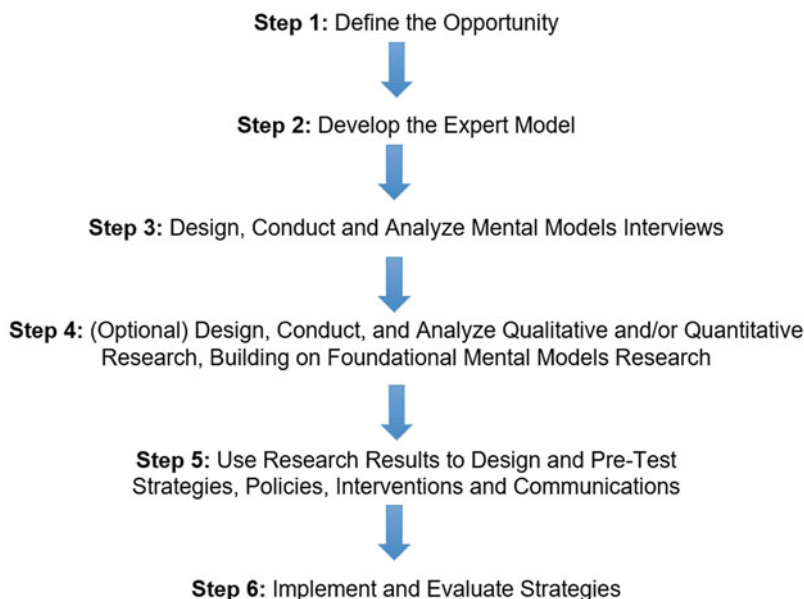 Step 1: Define the Opportunity
Step 2: Develop the Expert Model
Step 3: Design, Conduct and Analyze Mental Models Interviews
Step 4: (Optional) Design, Conduct, and Analyze Qualitative and/or Quantitative
Research, Building on Foundational Mental Models Research
Step 5: Use Research Results to Design and Pre-Test
Strategies, Policies, Interventions and Communications
Step 6: Implement and Evaluate Strategies